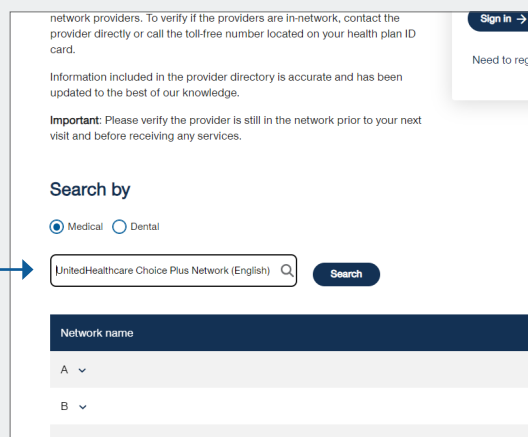 network providers. To verify if the providers are in-network, contact the
provider directly or call the toll-free number located on your health plan ID
card.
Information included in the provider directory is accurate and has been
updated to the best of our knowledge.
Important: Please verify the provider is still in the network prior to your next
visit and before receiving any services.
Sign in →
Need to reg
Search by
Medical Dental
UnitedHealthcare Choice Plus Network (English)
Search
Network name
A
B